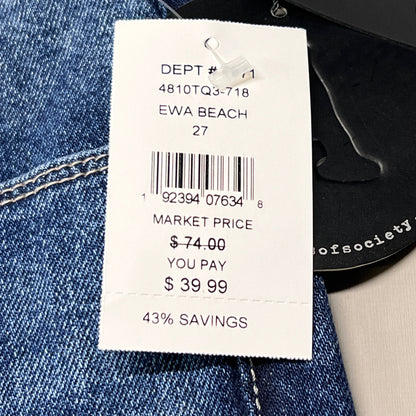 DEPT #
4810TQ3-718
EWA BEACH
27
1 92394 07634 8
MARKET PRICE
$ 74.00
YOU PAY
$ 39.99
43% SAVINGS
sofsociety